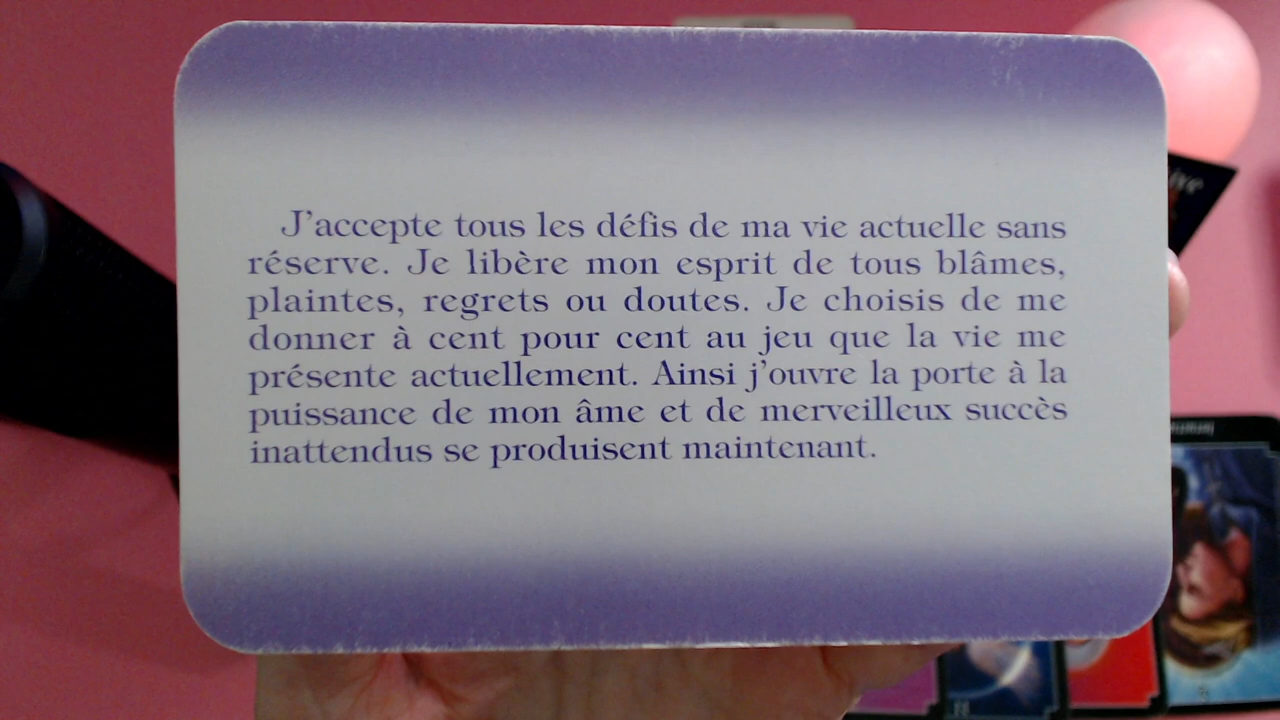 J'accepte tous les défis de ma vie actuelle sans
réserve. Je libère mon esprit de tous blâmes,
plaintes, regrets ou doutes. Je choisis de me
donner à cent pour cent au jeu que la vie me
présente actuellement. Ainsi j'ouvre la porte à la
puissance de mon âme et de merveilleux succès
inattendus se produisent maintenant.